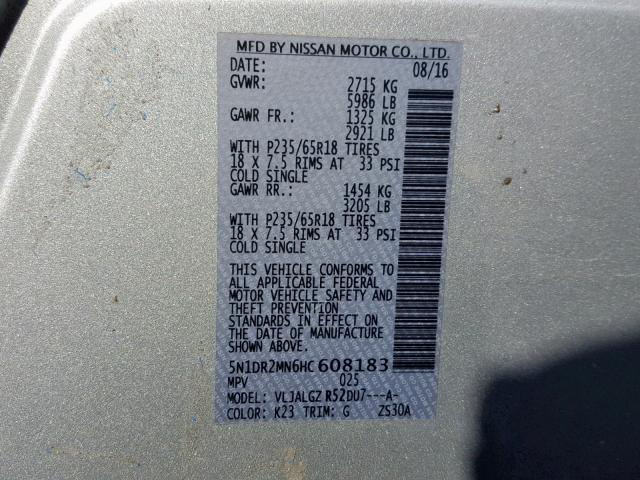 MFD BY NISSAN MOTOR CO., LTD.
DATE: 08/16
GVWR: 2715 KG
5986 LB
GAWR FR.: 1325 KG
2921 LB
WITH P235/65R18 TIRES
18 X 7.5 RIMS AT 33 PSI
COLD SINGLE
GAWR RR.: 1454 KG
3205 LB
WITH P235/65R18 TIRES
18 X 7.5 RIMS AT 33 PSI
COLD SINGLE
THIS VEHICLE CONFORMS TO
ALL APPLICABLE FEDERAL
MOTOR VEHICLE SAFETY AND
THEFT PREVENTION
STANDARDS IN EFFECT ON
THE DATE OF MANUFACTURE
SHOWN ABOVE.
5N1DR2MN6HC608183
MPV 025
MODEL: VLJALGZ R52DU7---A-
COLOR: K23 TRIM: G ZS30A